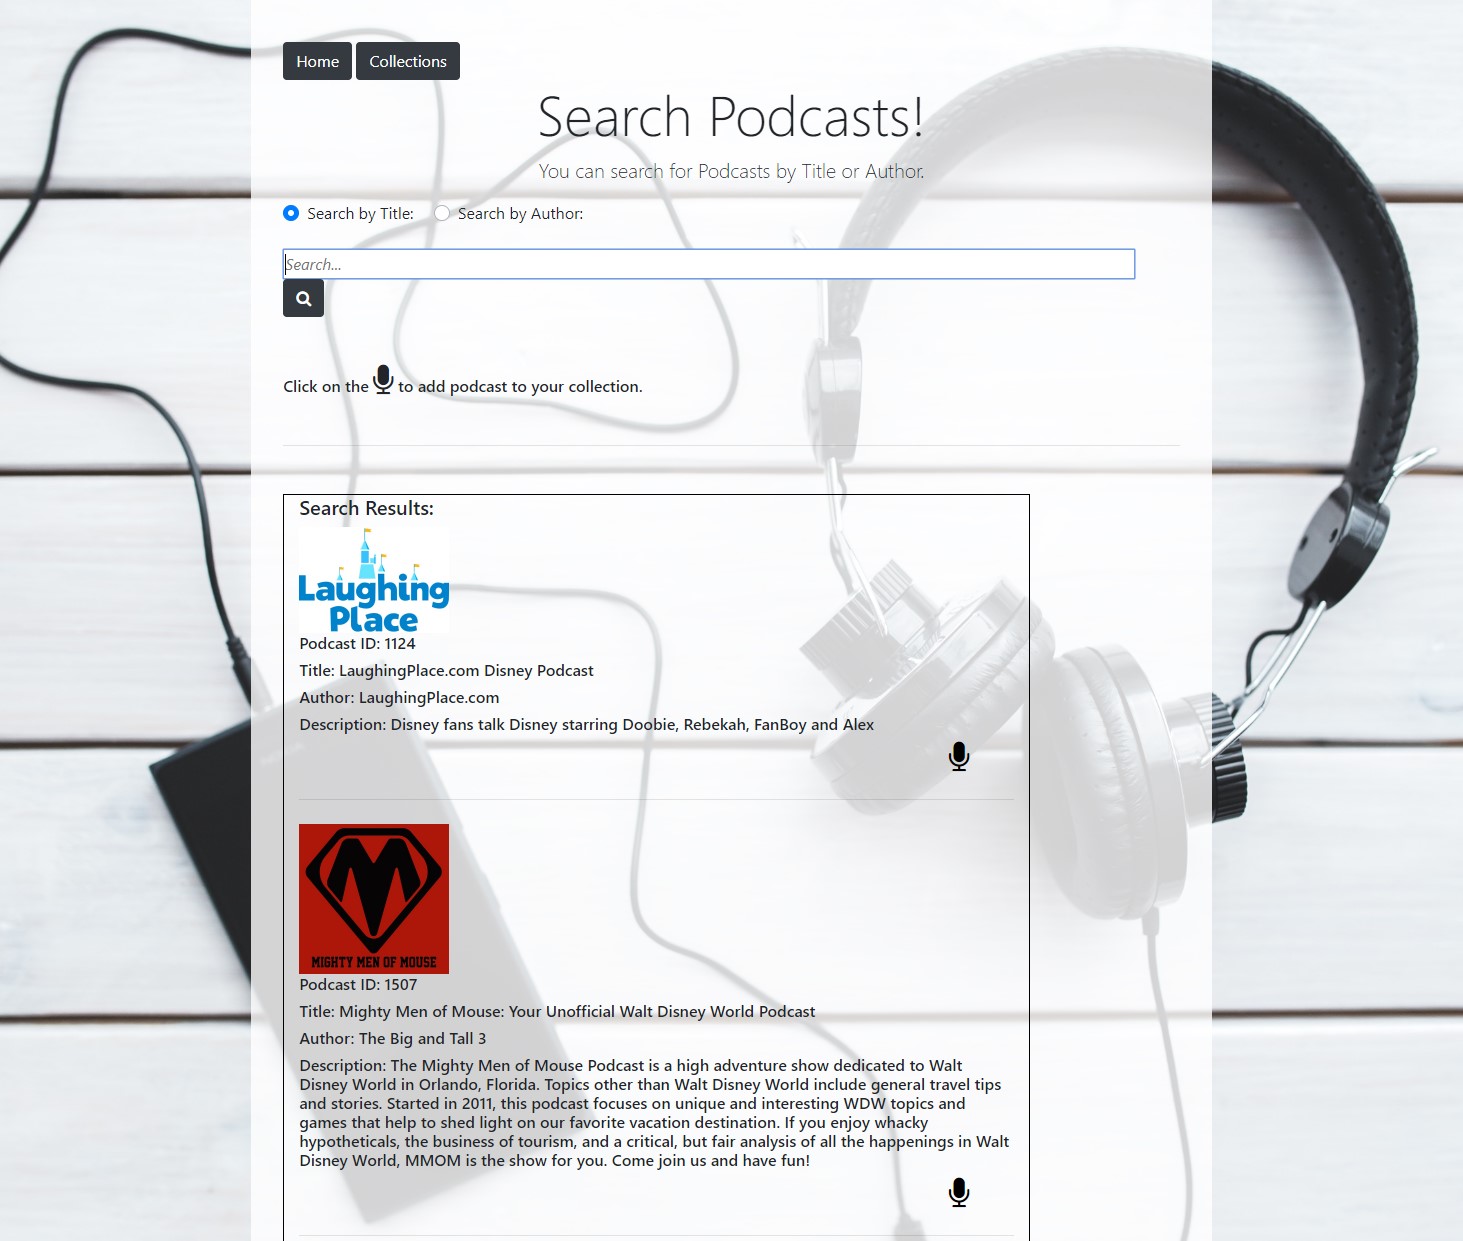 Home Collections
Search Podcasts!
You can search for Podcasts by Title or Author.
Search by Title: Search by Author:
Search...
Click on the to add podcast to your collection.
Search Results:
Laughing
Place
Podcast ID: 1124
Title: LaughingPlace.com Disney Podcast
Author: LaughingPlace.com
Description: Disney fans talk Disney starring Doobie, Rebekah, FanBoy and Alex
M
MIGHTY MEN OF MOUSE
Podcast ID: 1507
Title: Mighty Men of Mouse: Your Unofficial Walt Disney World Podcast
Author: The Big and Tall 3
Description: The Mighty Men of Mouse Podcast is a high adventure show dedicated to Walt
Disney World in Orlando, Florida. Topics other than Walt Disney World include general travel tips
and stories. Started in 2011, this podcast focuses on unique and interesting WDW topics and
games that help to shed light on our favorite vacation destination. If you enjoy whacky
hypotheticals, the business of tourism, and a critical, but fair analysis of all the happenings in Walt
Disney World, MMOM is the show for you. Come join us and have fun!